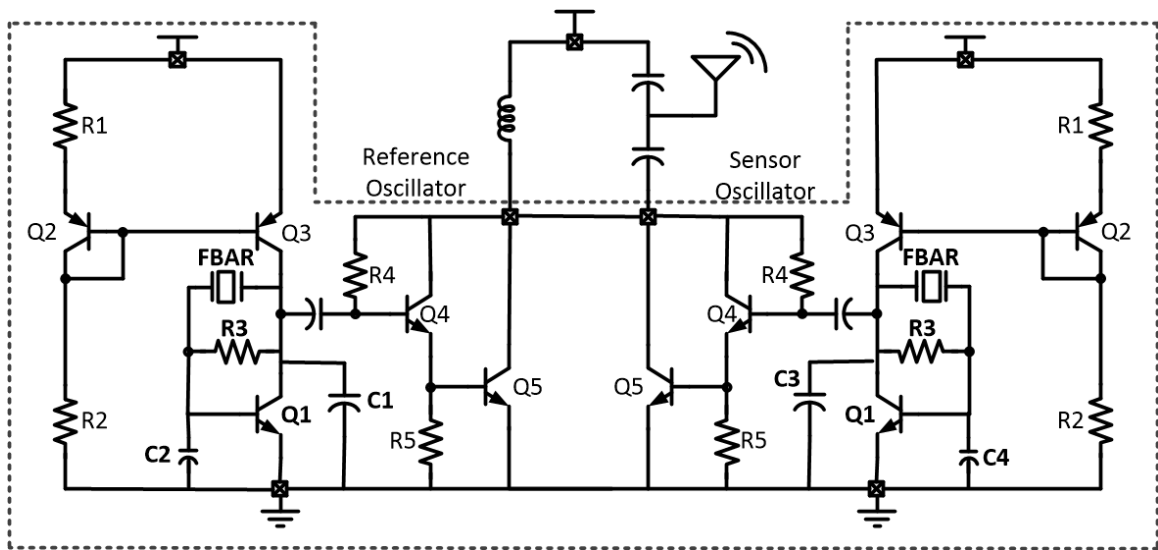 R1
R1
Reference
Oscillator
Sensor
Oscillator
Q2
Q3
Q3
Q2
FBAR
FBAR
R4
R4
Q4
Q4
R3
R3
Q5
Q5
C1
C3
R2
Q1
Q1
R2
R5
R5
C2
C4